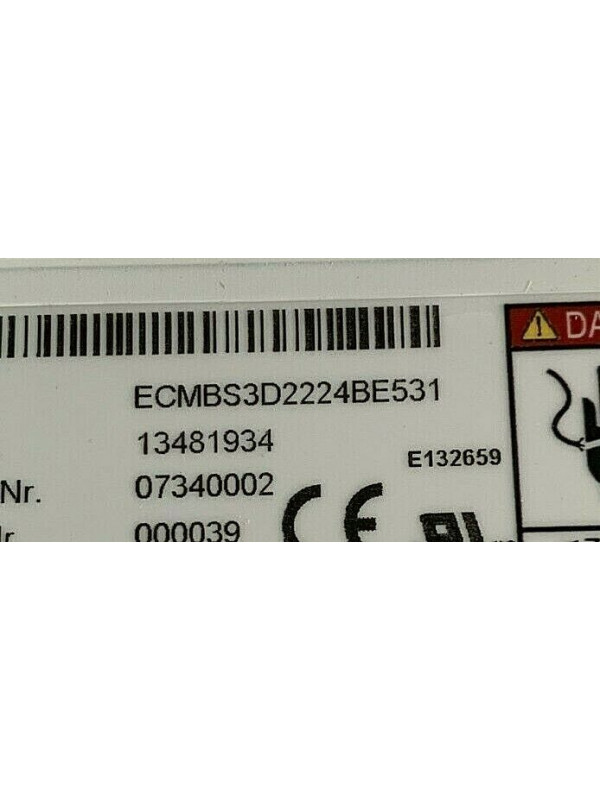 DA
ECMBS3D2224BE531
13481934
E132659
Nr. 07340002
000039
CE